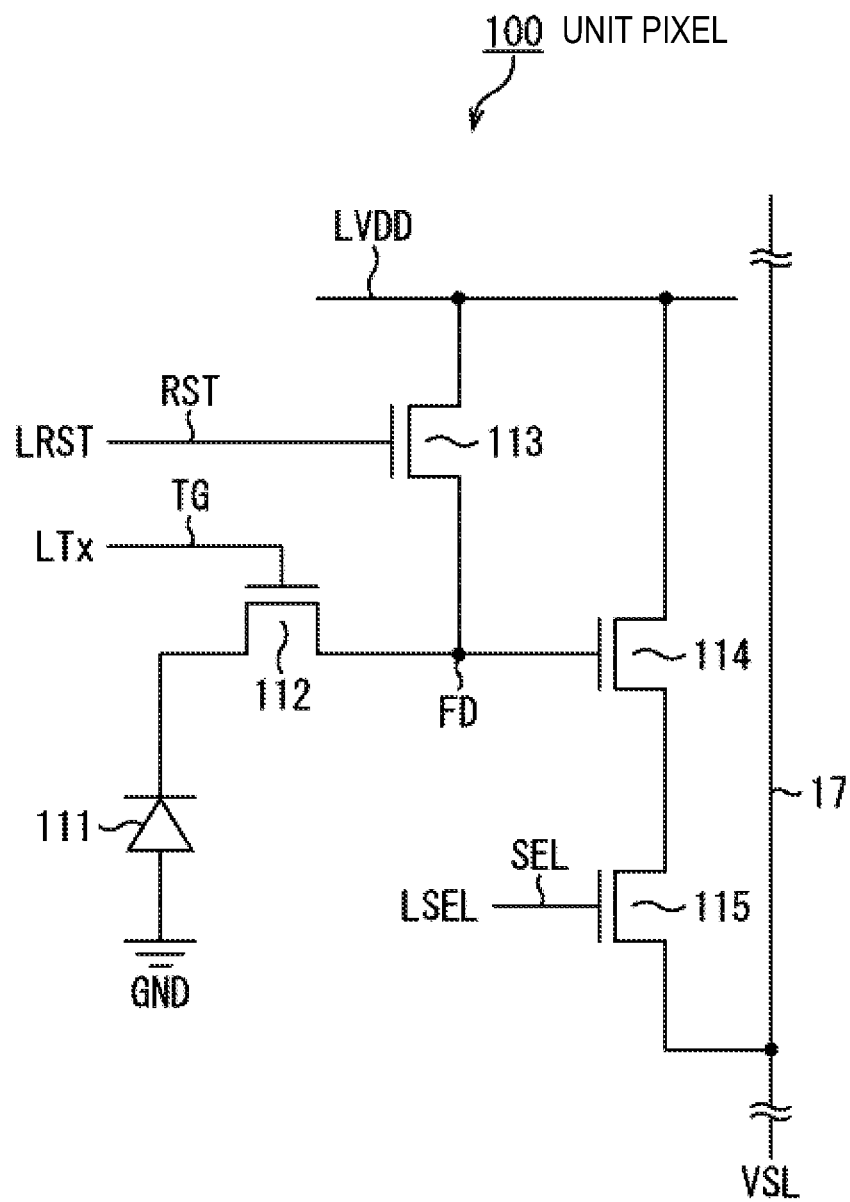 100 UNIT PIXEL
LVDD
RST
LRST
113
TG
LTx
112
FD
114
111
17
SEL
LSEL
115
GND
VSL